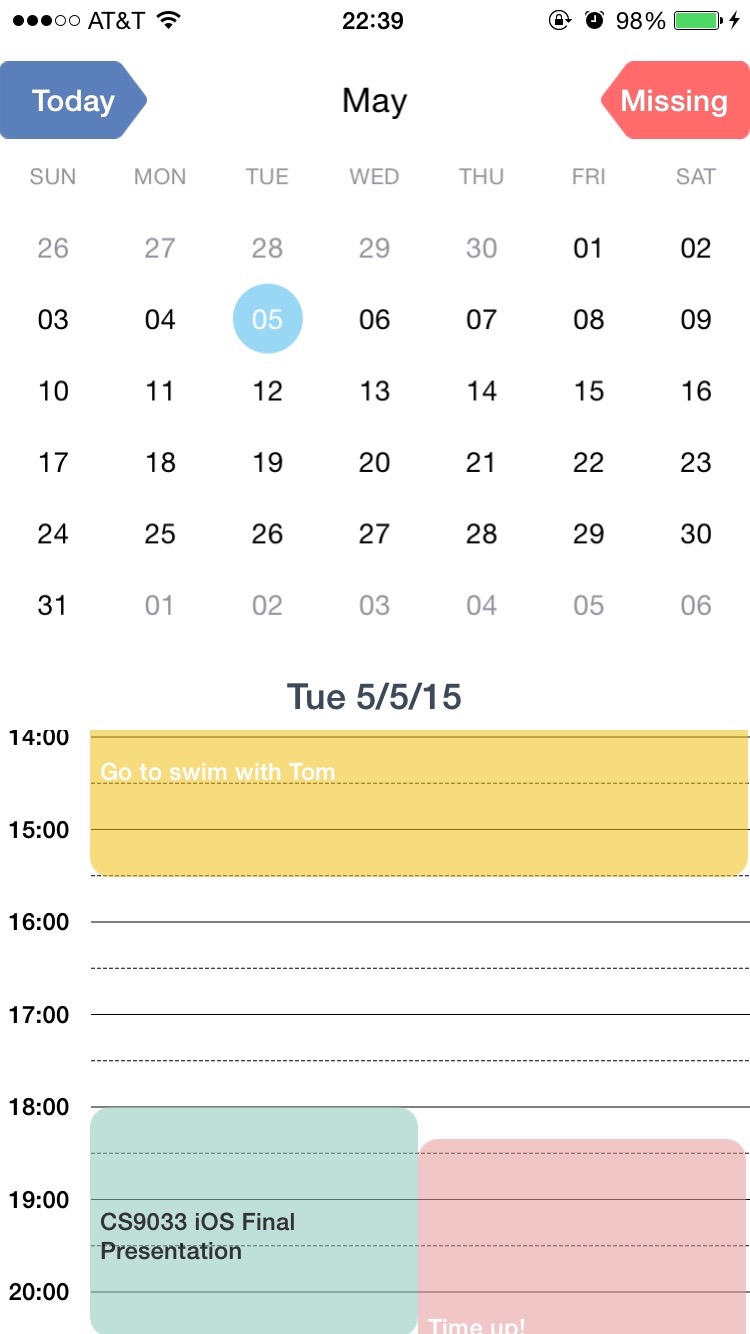 AT&T 22:39 98%
Today May Missing
SUN MON TUE WED THU FRI SAT
26 27 28 29 30 01 02
03 04 05 06 07 08 09
10 11 12 13 14 15 16
17 18 19 20 21 22 23
24 25 26 27 28 29 30
31 01 02 03 04 05 06
Tue 5/5/15
14:00
Go to swim with Tom
15:00
16:00
17:00
18:00
19:00
CS9033 iOS Final
Presentation
20:00
Time up!